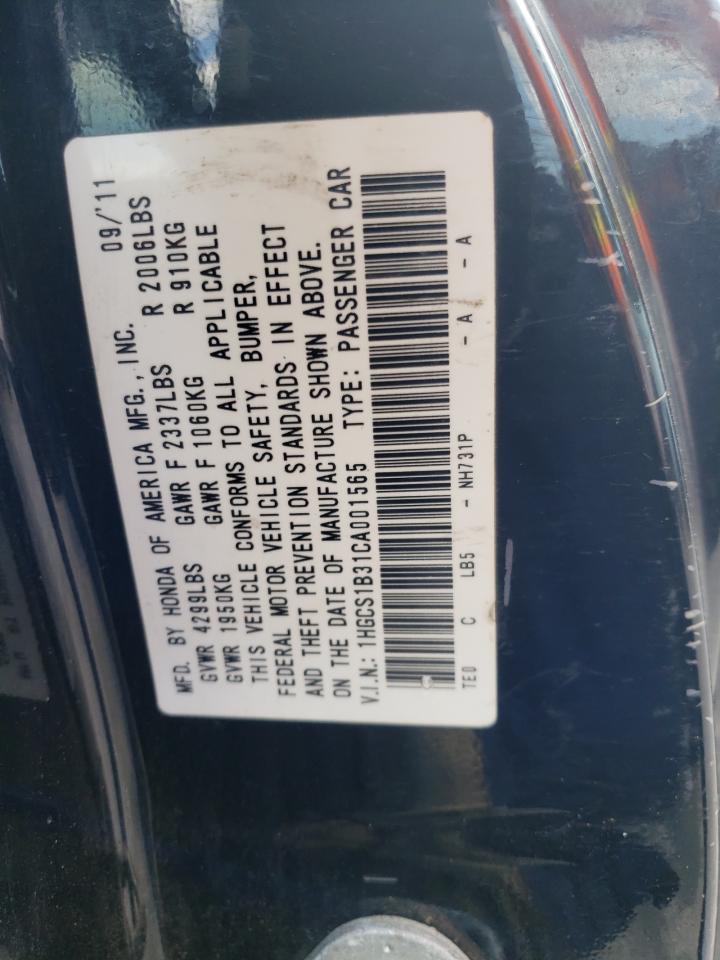 MFD. BY HONDA OF AMERICA MFG., INC. 09/'11
GVWR 4299LBS GAWR F 2337LBS R 2006LBS
GVWR 1950KG GAWR F 1060KG R 910KG
THIS VEHICLE CONFORMS TO ALL APPLICABLE
FEDERAL MOTOR VEHICLE SAFETY, BUMPER,
AND THEFT PREVENTION STANDARDS IN EFFECT
ON THE DATE OF MANUFACTURE SHOWN ABOVE.
V.I.N.: 1HGCS1B31CA001565 TYPE: PASSENGER CAR
TE0 C LB5 - NH731P - A - A